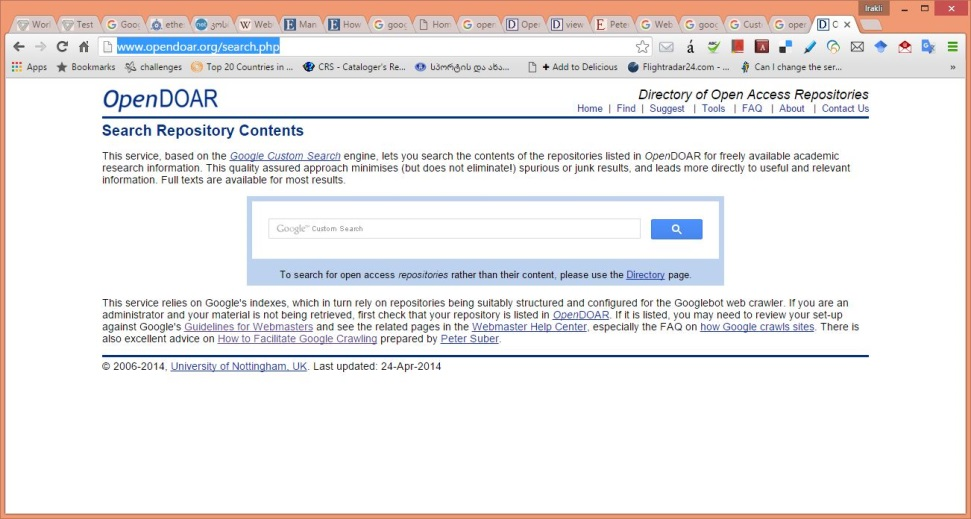 Irakli
Worl Test Goog ethe Web Man How goog Hom open Ope view Pete Web goog Cust open
www.opendoar.org/search.php
Apps Bookmarks challenges Top 20 Countries in ... CRS - Cataloger's Re... სპორტის და ახ... + Add to Delicious Flightradar24.com - ... Can I change the ser... »
OpenDOAR
Directory of Open Access Repositories
Home | Find | Suggest | Tools | FAQ | About | Contact Us
Search Repository Contents
This service, based on the Google Custom Search engine, lets you search the contents of the repositories listed in OpenDOAR for freely available academic
research information. This quality assured approach minimises (but does not eliminate!) spurious or junk results, and leads more directly to useful and relevant
information. Full texts are available for most results.
Google™ Custom Search
To search for open access repositories rather than their content, please use the Directory page.
This service relies on Google's indexes, which in turn rely on repositories being suitably structured and configured for the Googlebot web crawler. If you are an
administrator and your material is not being retrieved, first check that your repository is listed in OpenDOAR. If it is listed, you may need to review your set-up
against Google's Guidelines for Webmasters and see the related pages in the Webmaster Help Center, especially the FAQ on how Google crawls sites. There is
also excellent advice on How to Facilitate Google Crawling prepared by Peter Suber.
© 2006-2014, University of Nottingham, UK. Last updated: 24-Apr-2014